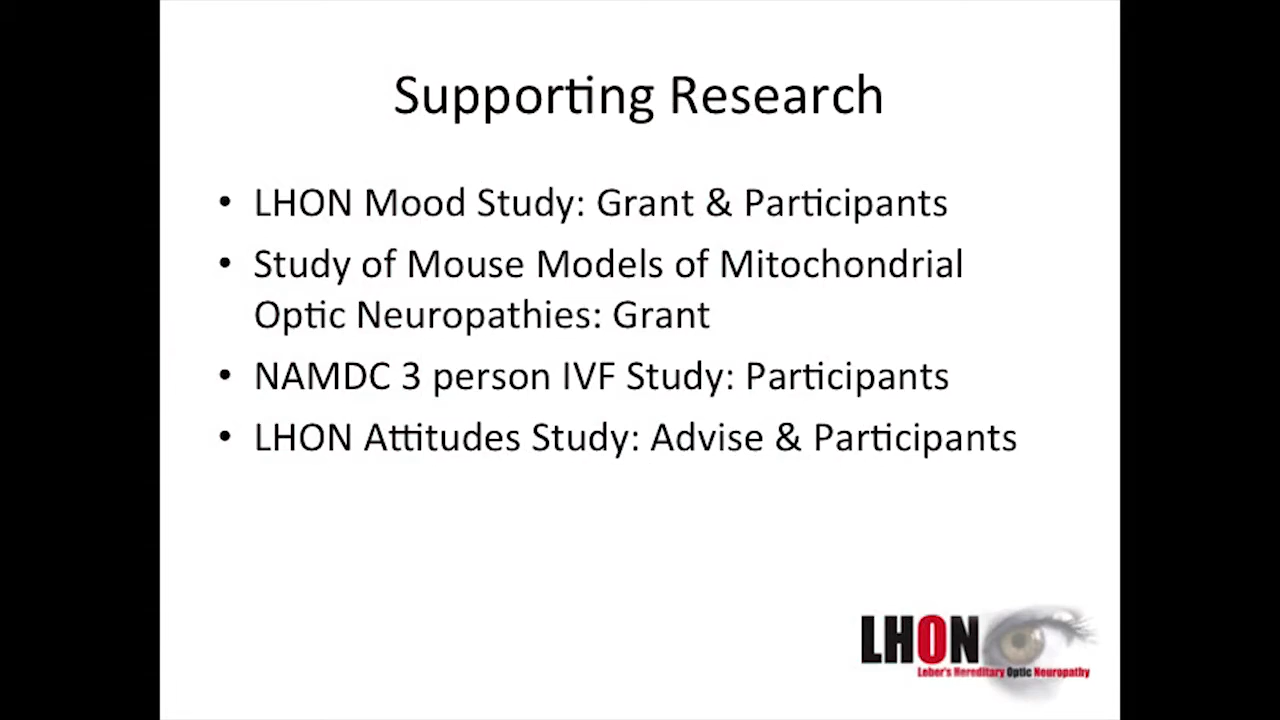 Supporting Research
• LHON Mood Study: Grant & Participants
• Study of Mouse Models of Mitochondrial
Optic Neuropathies: Grant
• NAMDC 3 person IVF Study: Participants
• LHON Attitudes Study: Advise & Participants
LHON
Leber's Hereditary Optic Neuropathy